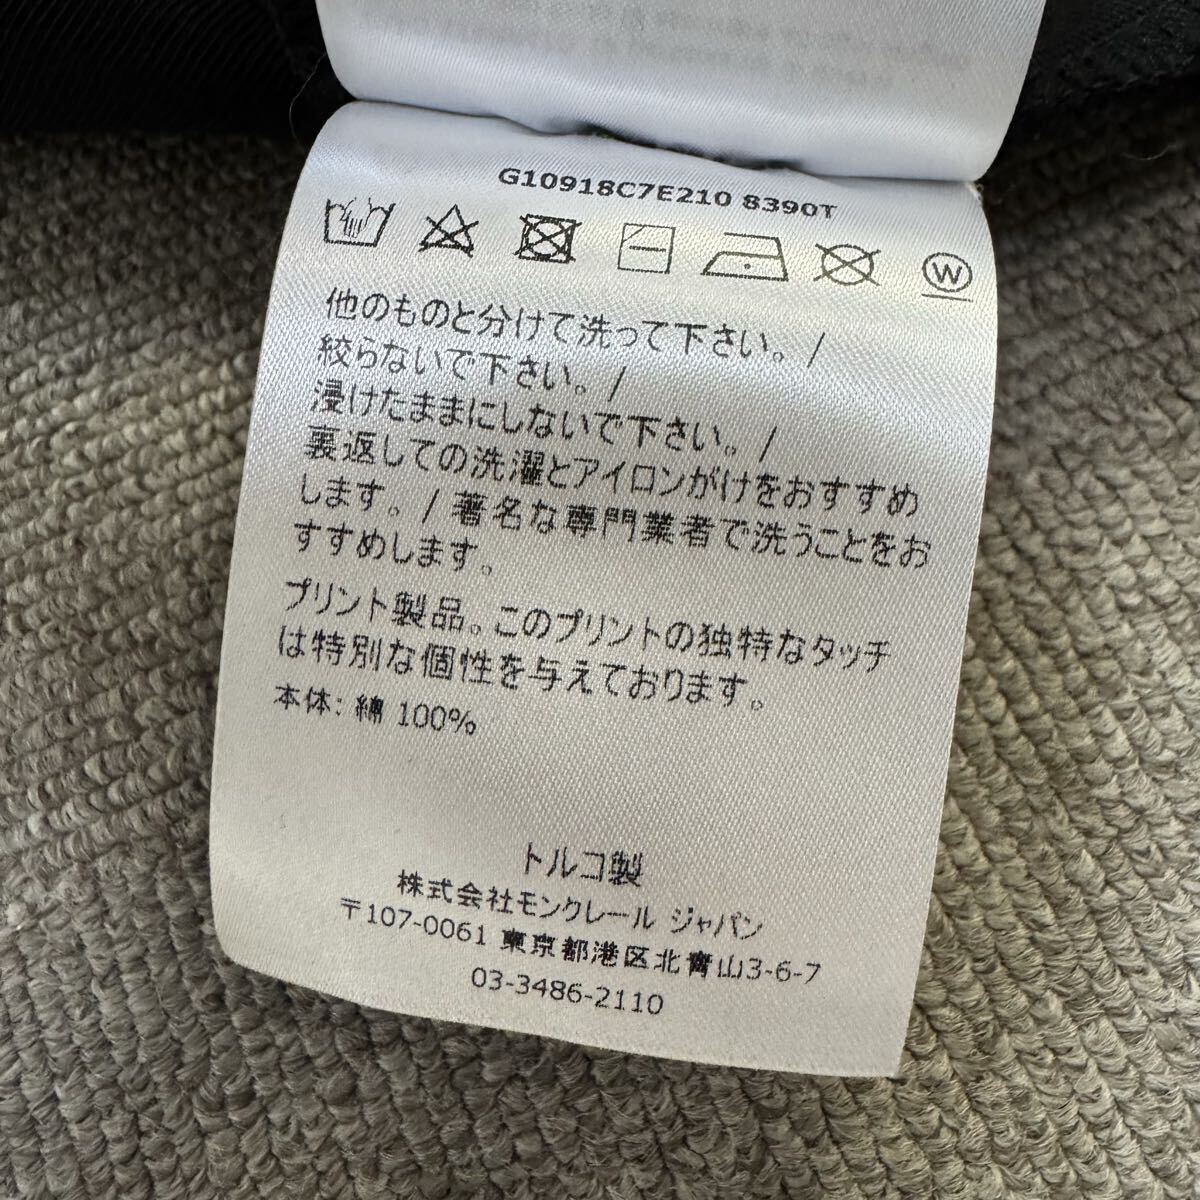 G10918C7E210 8390T
W
他のものと分けて洗って下さい。/
絞らないで下さい。/
浸けたままにしないで下さい。/
裏返しての洗濯とアイロンがけをおすすめ
します。/ 著名な専門業者で洗うことをお
すすめします。
プリント製品。このプリントの独特なタッチ
は特別な個性を与えております。
本体: 綿 100%
トルコ製
株式会社モンクレール ジャパン
〒107-0061 東京都港区北青山3-6-7
03-3486-2110